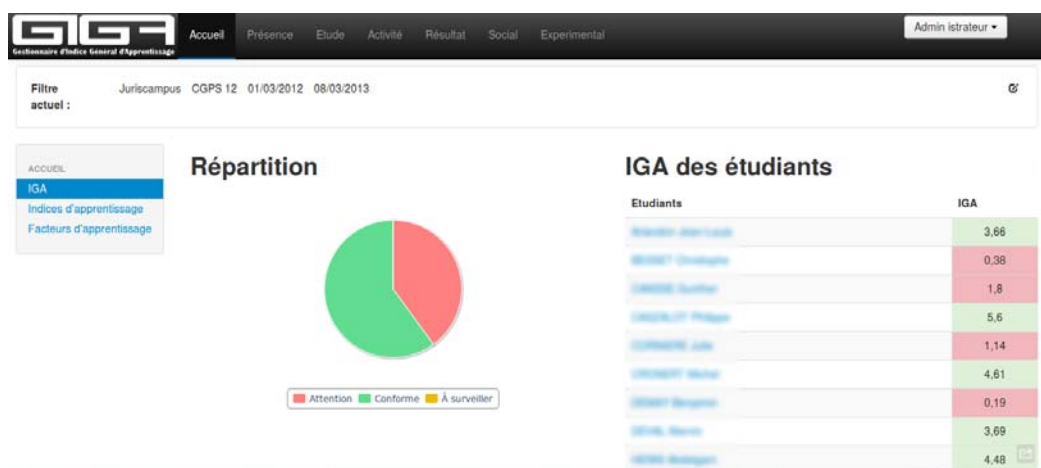 GIGA
Gestionnaire d'Indice Général d'Apprentissage
Accueil Présence Etude Activité Résultat Social Experimental
Admin istrateur
Filtre actuel : Juriscampus CGPS 12 01/03/2012 08/03/2013
ACCUEIL
IGA
Indices d'apprentissage
Facteurs d'apprentissage
Répartition
Attention Conforme À surveiller
IGA des étudiants
Etudiants IGA
3,66
0,38
1,8
5,6
1,14
4,61
0,19
3,69
4,48